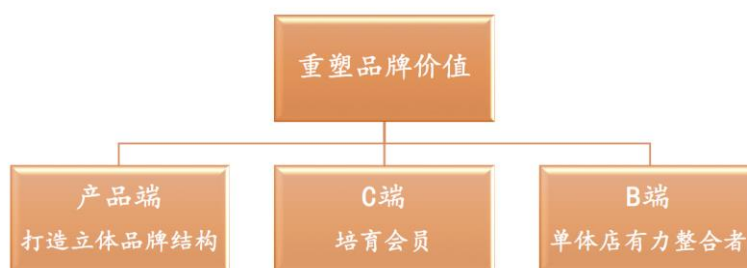 重塑品牌价值
产品端
打造立体品牌结构
C端
培育会员
B端
单体店有力整合者